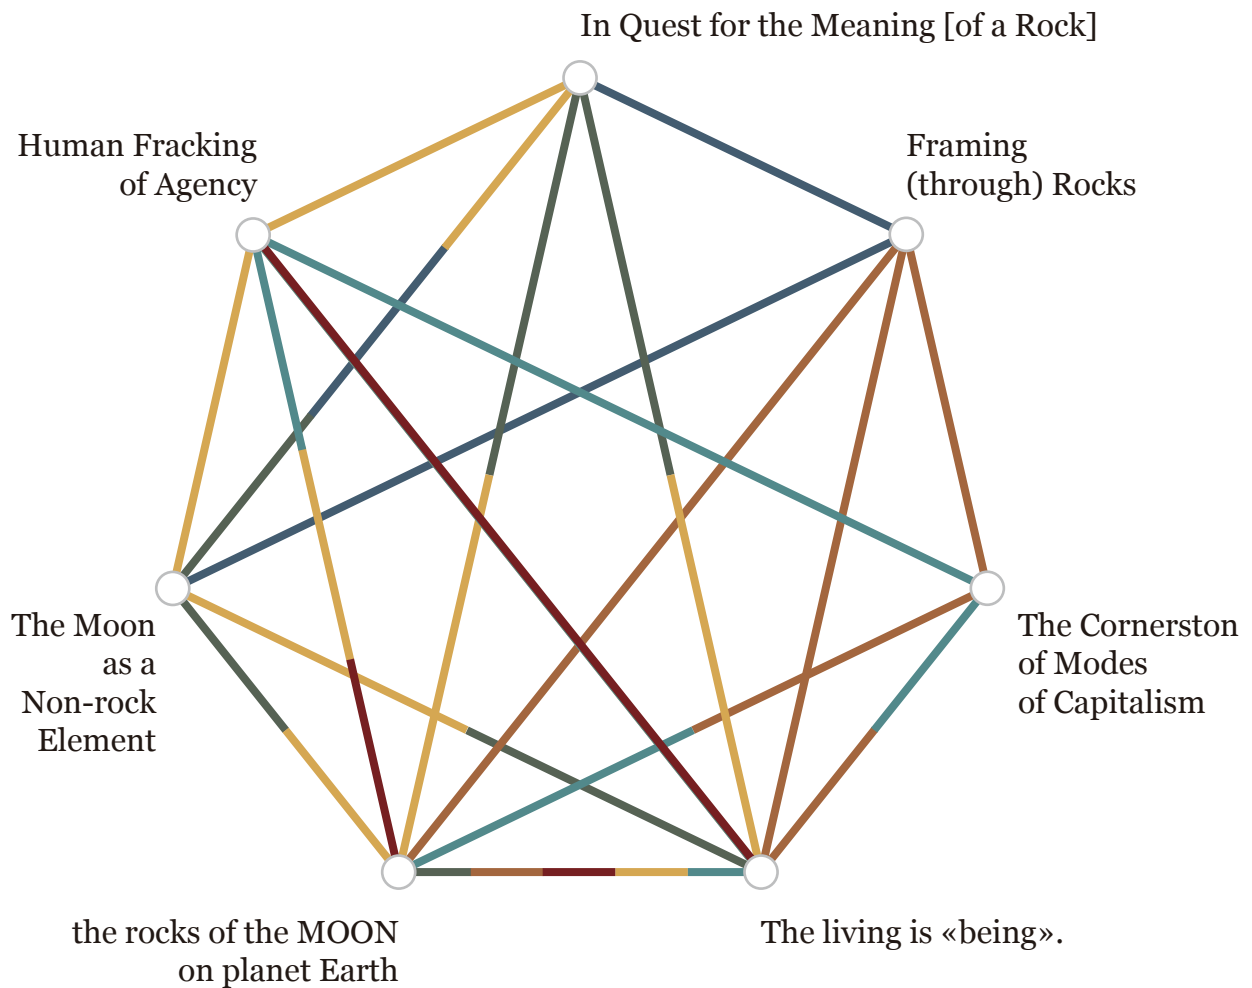 In Quest for the Meaning [of a Rock]
Human Fracking
of Agency
Framing
(through) Rocks
The Moon
as a
Non-rock
Element
The Cornerston
of Modes
of Capitalism
the rocks of the MOON
on planet Earth
The living is «being».